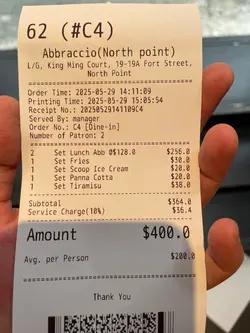 62 (#C4)
Abbraccio(North point)
L/G, King Ming Court, 19-19A Fort Street,
North Point
Order Time: 2025-05-29 14:11:09
Printing Time: 2025-05-29 15:05:54
Receipt No.: 20250529141109C4
Served By: manager
Order No.: C4 [Dine-in]
Number of Patron: 2
2 Set Lunch Abb @$128.0 $256.0
1 Set Fries $30.0
1 Set Scoop Ice Cream $20.0
1 Set Panna Cotta $20.0
1 Set Tiramisu $38.0
Subtotal $364.0
Service Charge(10%) $36.4
Amount $400.0
Avg. per Person $200.0
Thank You